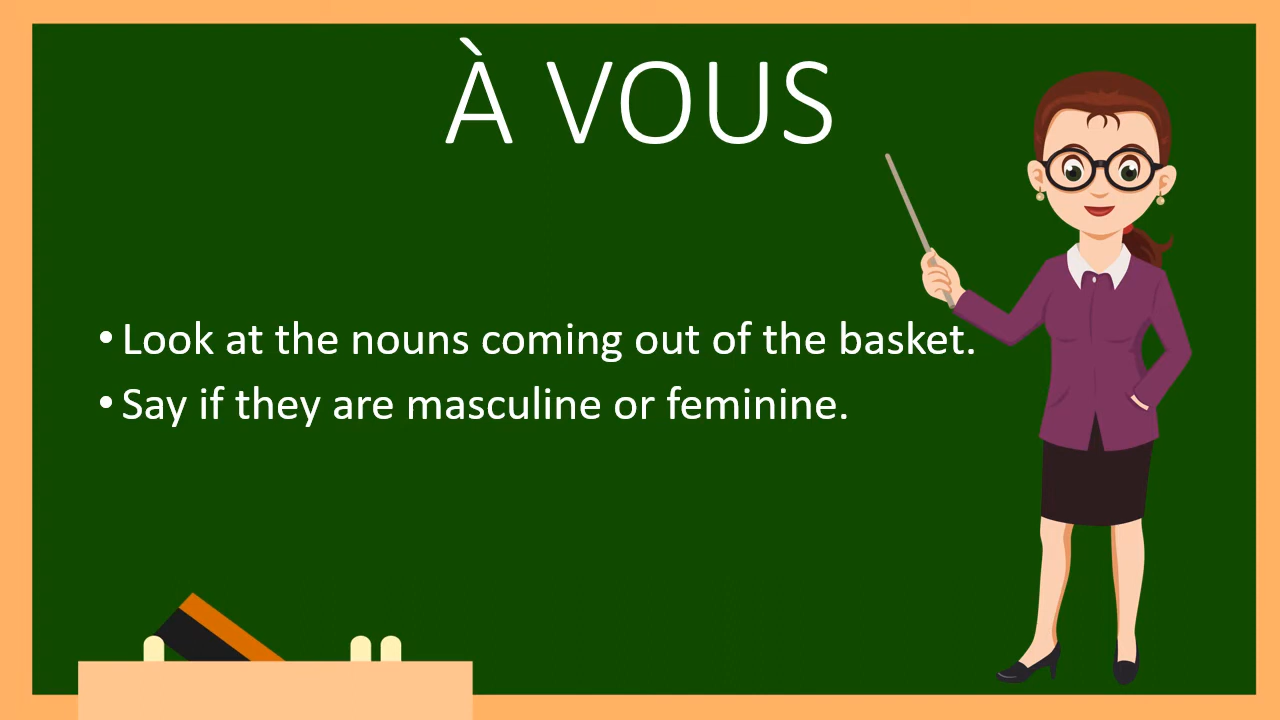 À VOUS
• Look at the nouns coming out of the basket.
• Say if they are masculine or feminine.